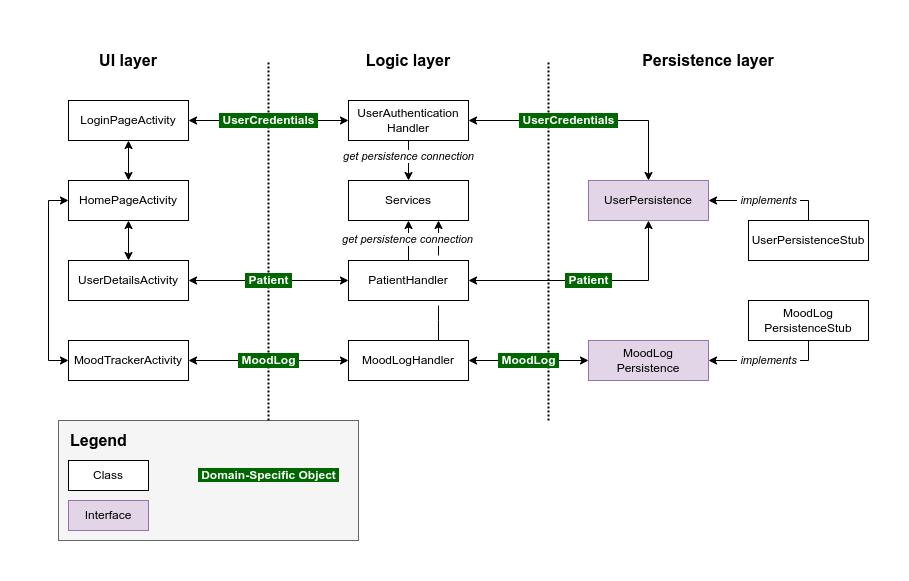 UI layer
Logic layer
Persistence layer
LoginPageActivity
UserCredentials
UserAuthentication
Handler
UserCredentials
get persistence connection
HomePageActivity
Services
UserPersistence
implements
UserPersistenceStub
get persistence connection
UserDetailsActivity
Patient
PatientHandler
Patient
MoodLog
PersistenceStub
MoodTrackerActivity
MoodLog
MoodLogHandler
MoodLog
MoodLog
Persistence
implements
Legend
Class
Domain-Specific Object
Interface